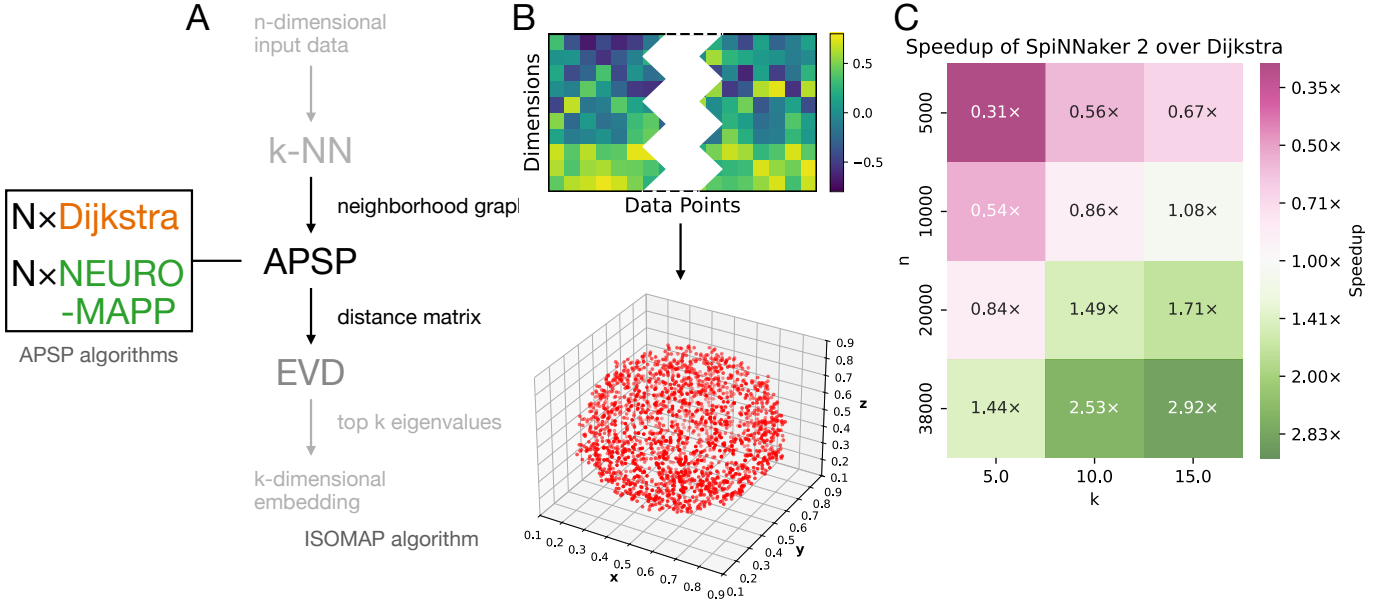 A
n-dimensional
input data
k-NN
neighborhood grapl
APSP
distance matrix
EVD
top k eigenvalues
k-dimensional
embedding
ISOMAP algorithm
N×Dijkstra
N×NEURO
-MAPP
APSP algorithms
B
Dimensions
Data Points
0.5
0.0
−0.5
0.9
0.8
0.7
0.6
0.5
0.4
0.3
0.2
0.1
z
0.1 0.2 0.3 0.4 0.5 0.6 0.7 0.8 0.9
x
0.1 0.2 0.3 0.4 0.5 0.6 0.7 0.8 0.9
y
C
Speedup of SpiNNaker 2 over Dijkstra
5000 0.31× 0.56× 0.67×
10000 0.54× 0.86× 1.08×
20000 0.84× 1.49× 1.71×
38000 1.44× 2.53× 2.92×
n
5.0 10.0 15.0
k
0.35×
0.50×
0.71×
1.00×
1.41×
2.00×
2.83×
Speedup